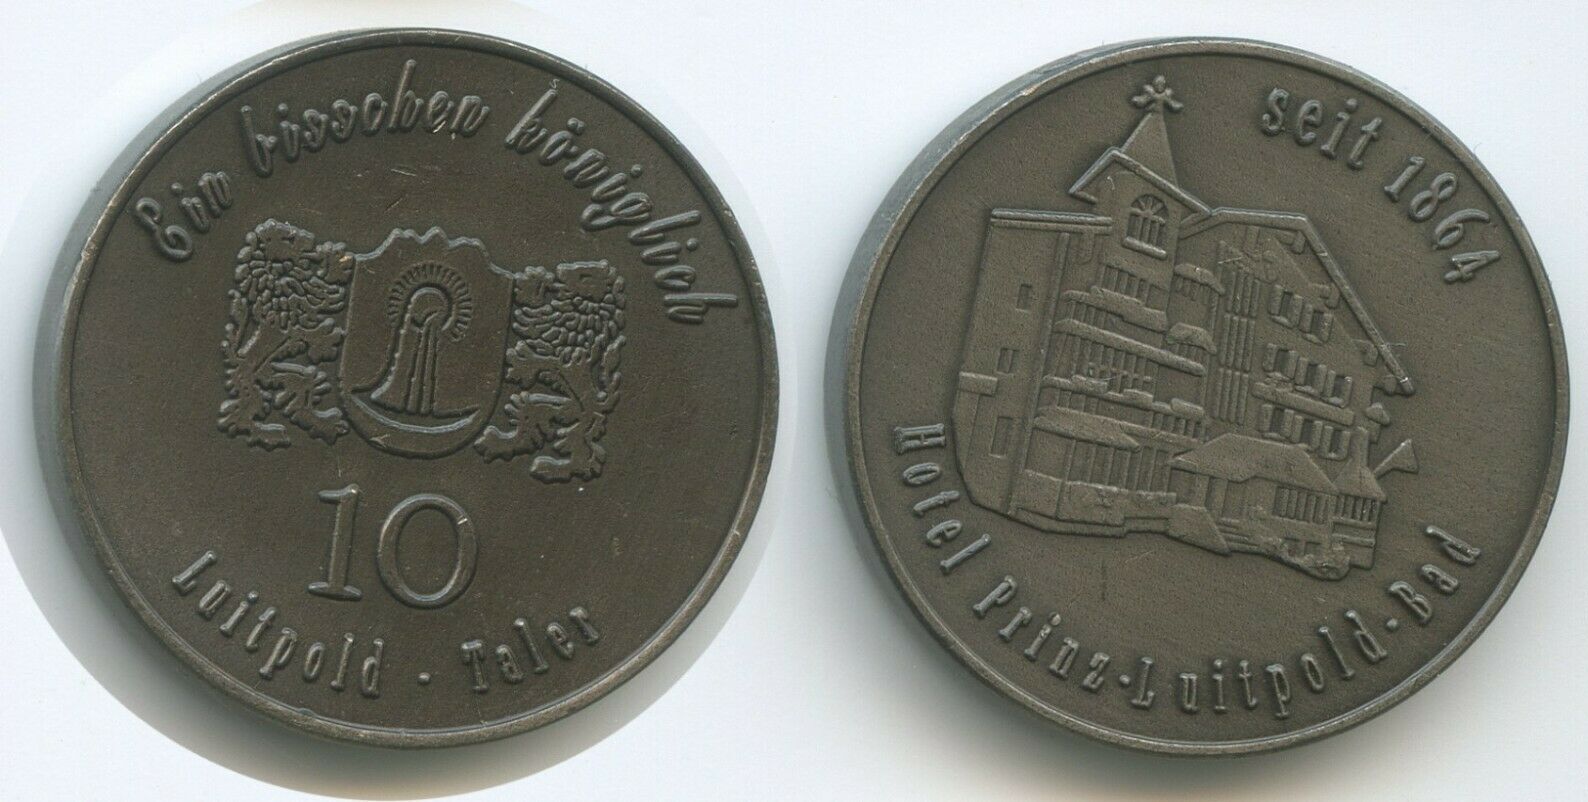 Ein bisschen königlich
10
Luitpold · Taler
seit 1864
Hotel Prinz-Luitpold-Bad